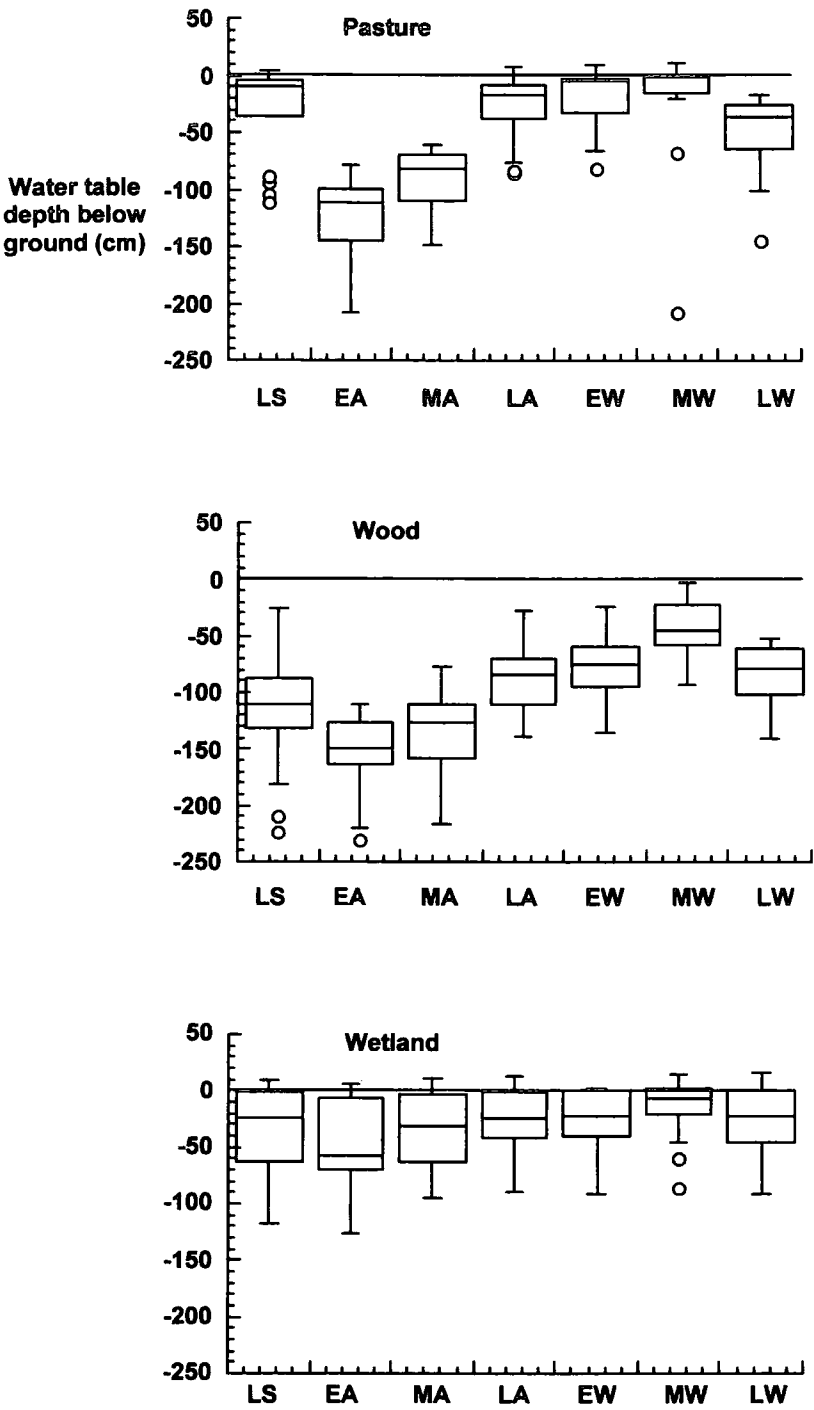 Pasture
50
0
-50
-100
-150
-200
-250
Water table
depth below
ground (cm)
LS EA MA LA EW MW LW
Wood
50
0
-50
-100
-150
-200
-250
LS EA MA LA EW MW LW
Wetland
50
0
-50
-100
-150
-200
-250
LS EA MA LA EW MW LW